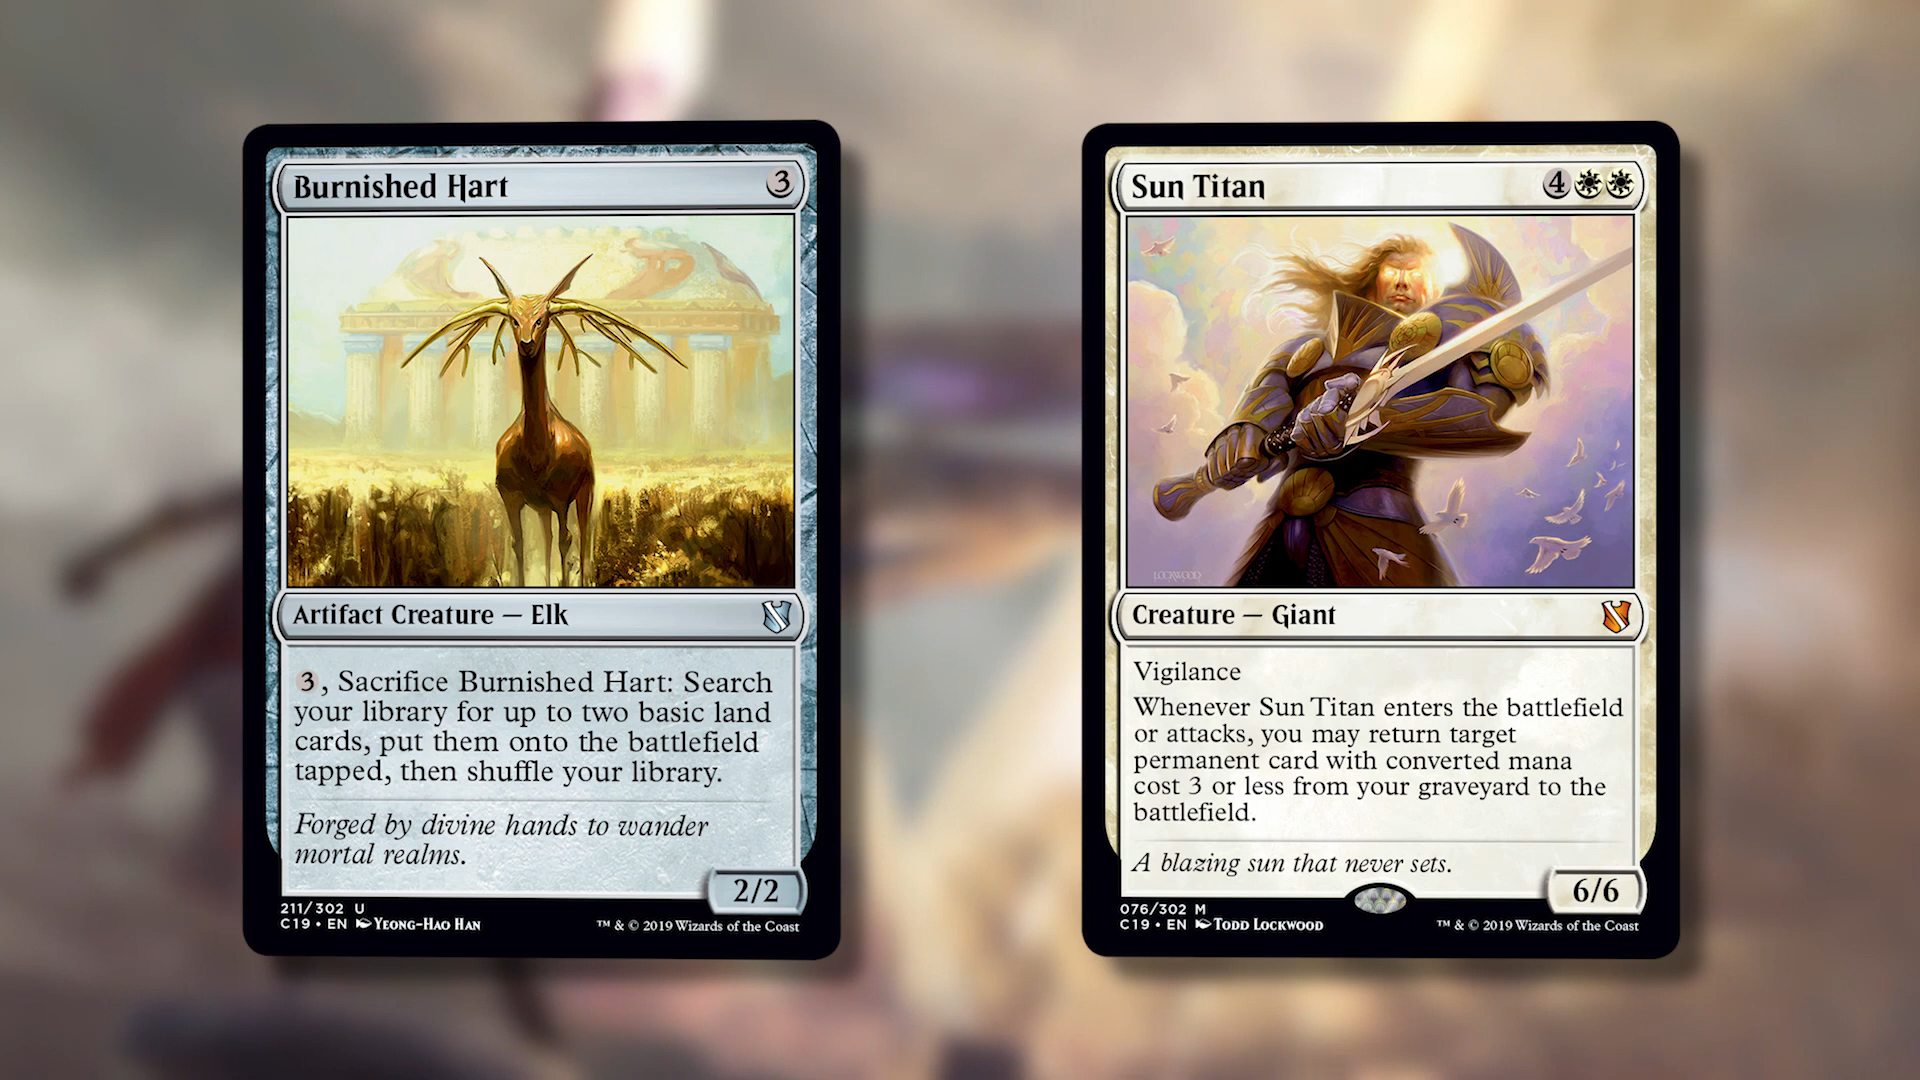 Burnished Hart 3
Artifact Creature — Elk
3, Sacrifice Burnished Hart: Search
your library for up to two basic land
cards, put them onto the battlefield
tapped, then shuffle your library.
Forged by divine hands to wander
mortal realms.
2/2
211/302 U
C19 • EN Yeong-Hao Han
™ & © 2019 Wizards of the Coast
Sun Titan 4
LOCKWOOD
Creature — Giant
Vigilance
Whenever Sun Titan enters the battlefield
or attacks, you may return target
permanent card with converted mana
cost 3 or less from your graveyard to the
battlefield.
A blazing sun that never sets.
6/6
076/302 M
C19 • EN Todd Lockwood
™ & © 2019 Wizards of the Coast